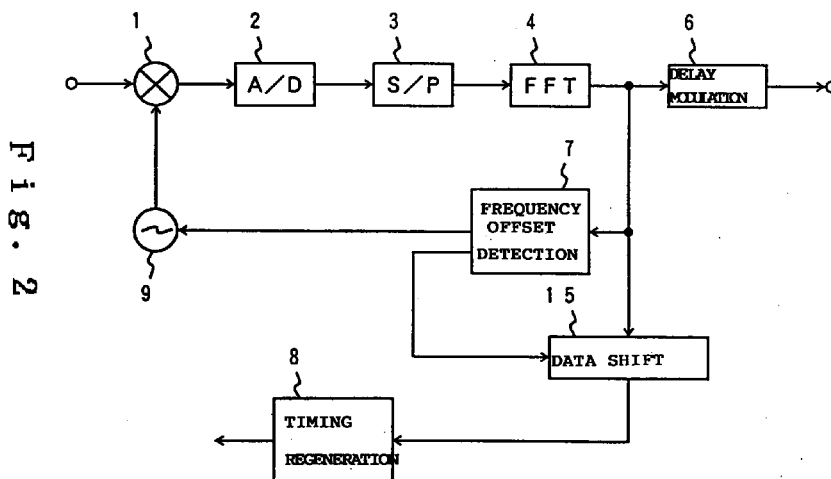 1
2
3
4
6
A/D
S/P
FFT
DELAY
MODULATION
7
FREQUENCY
OFFSET
DETECTION
9
15
DATA SHIFT
8
TIMING
REGENERATION
Fig. 2